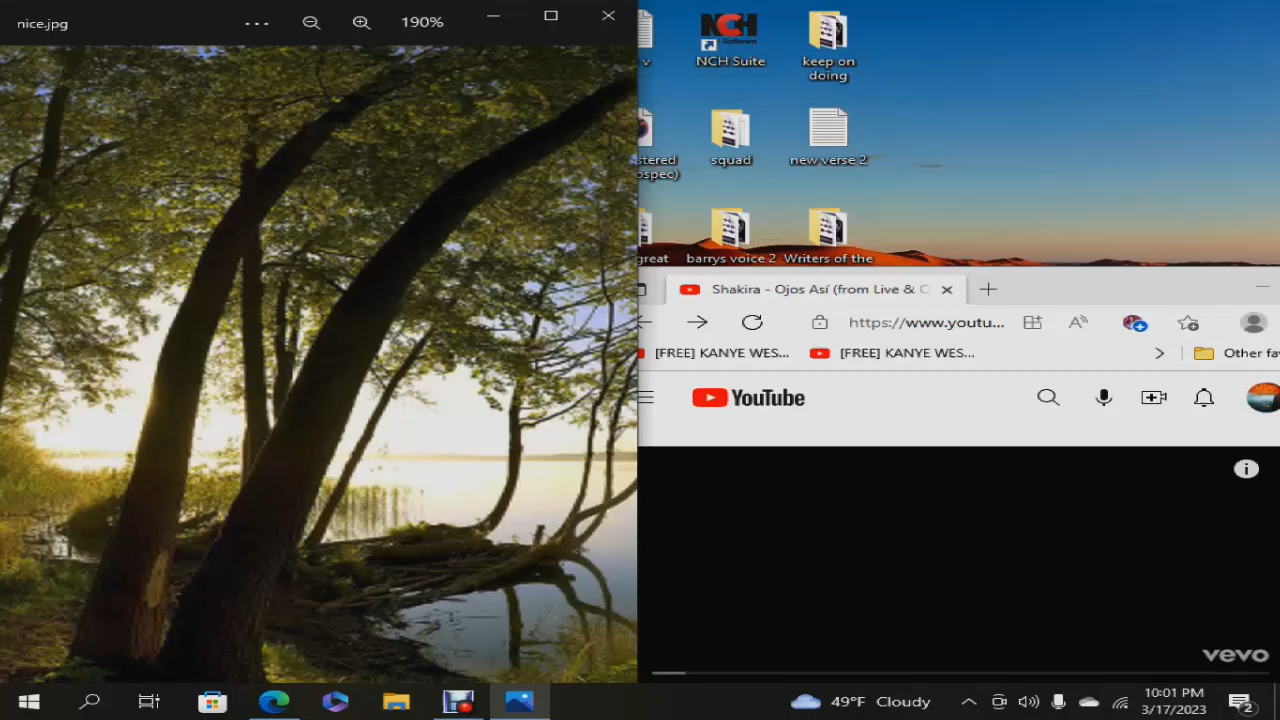 nice.jpg
190%
v
NCH Suite
keep on
doing
squad
new verse 2
great
barrys voice 2
Writers of the
Shakira - Ojos Así (from Live &
https://www.youtu...
[FREE] KANYE WES...
[FREE] KANYE WES...
Other fa
YouTube
vevo
49°F Cloudy
10:01 PM
3/17/2023
2